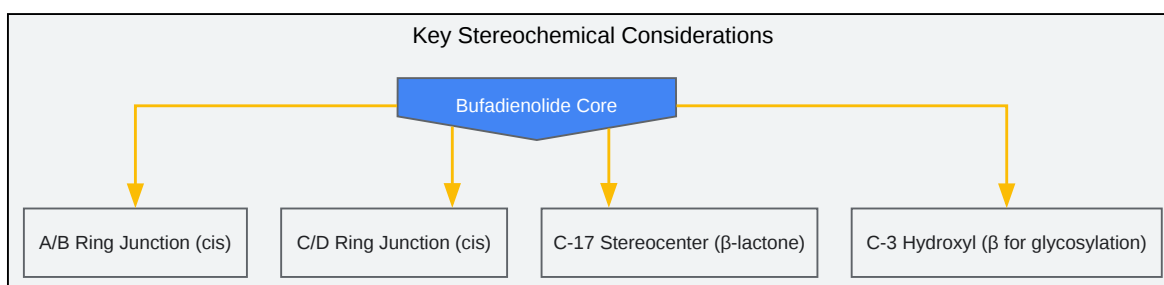 Key Stereochemical Considerations
Bufadienolide Core
A/B Ring Junction (cis)
C/D Ring Junction (cis)
C-17 Stereocenter (β-lactone)
C-3 Hydroxyl (β for glycosylation)